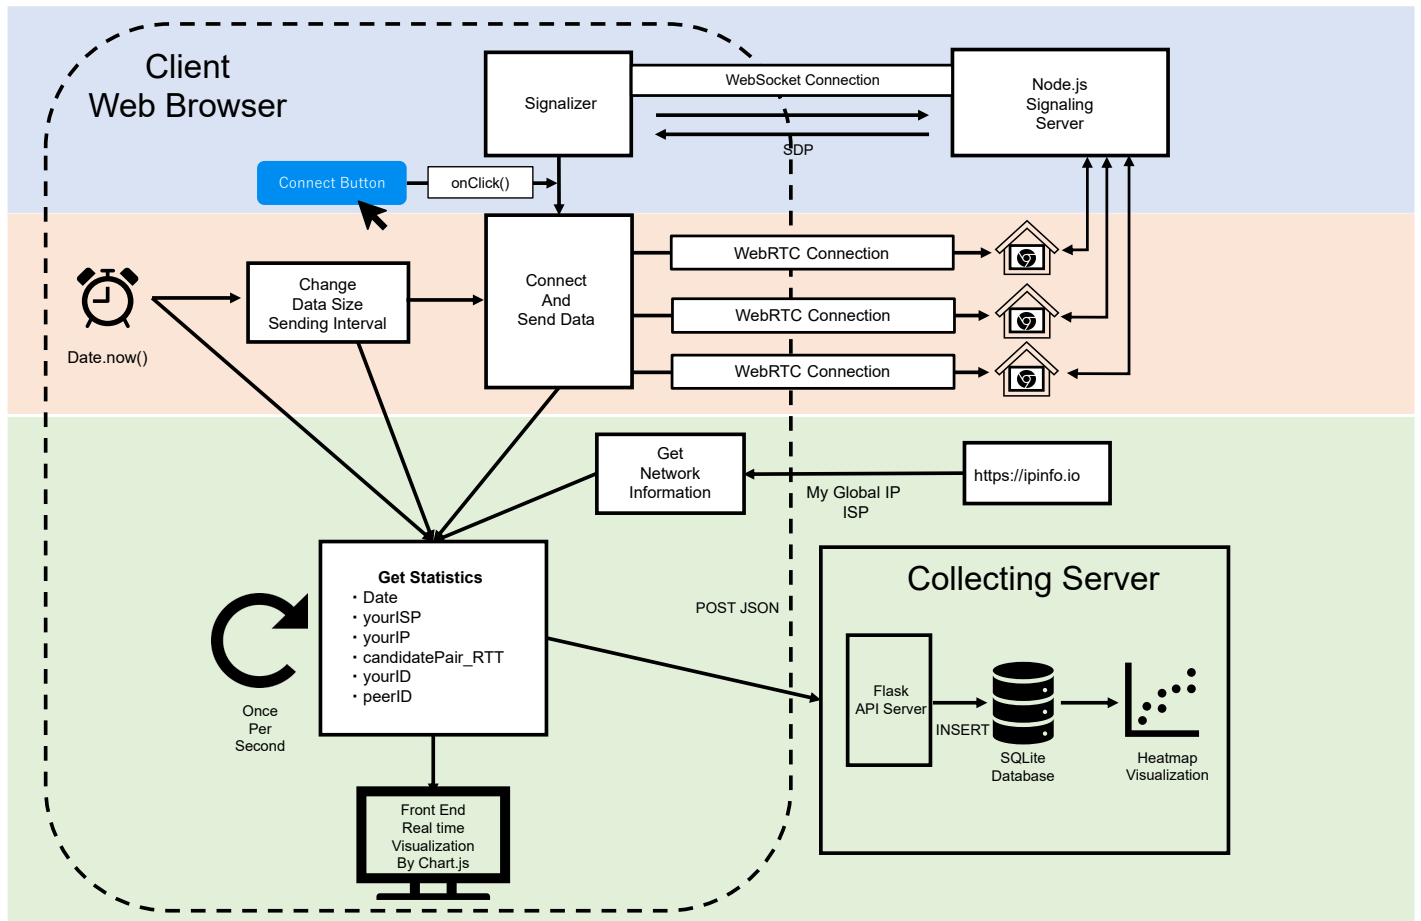 Client
Web Browser
Signalizer
WebSocket Connection
Node.js
Signaling
Server
SDP
Connect Button
onClick()
Date.now()
Change
Data Size
Sending Interval
Connect
And
Send Data
WebRTC Connection
WebRTC Connection
WebRTC Connection
Get
Network
Information
My Global IP
ISP
https://ipinfo.io
Get Statistics
・Date
・yourISP
・yourIP
・candidatePair_RTT
・yourID
・peerID
Once
Per
Second
POST JSON
Collecting Server
Flask
API Server
INSERT
SQLite
Database
Heatmap
Visualization
Front End
Real time
Visualization
By Chart.js